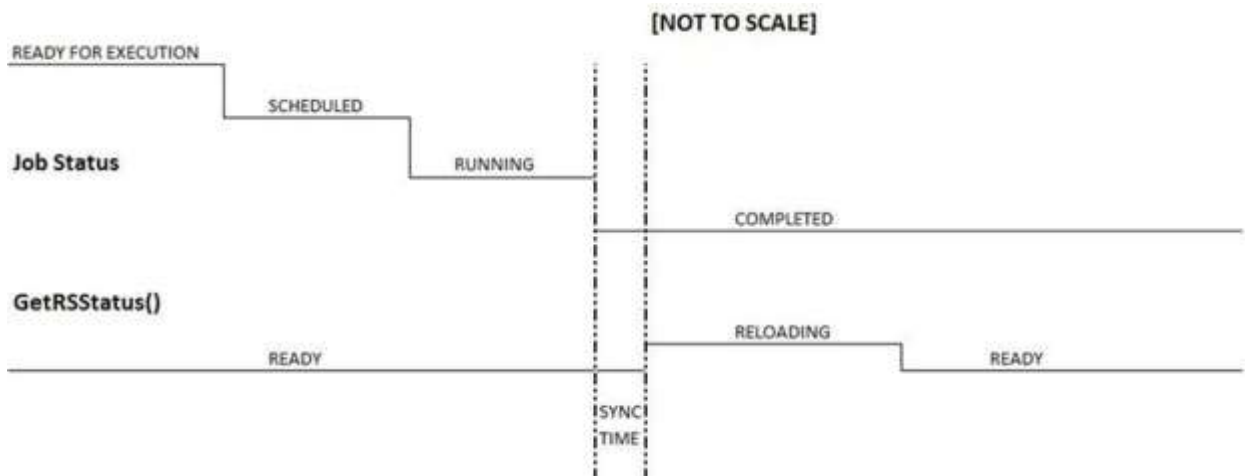 [NOT TO SCALE]
READY FOR EXECUTION
SCHEDULED
Job Status
RUNNING
COMPLETED
GetRSStatus()
RELOADING
READY
READY
SYNC
TIME